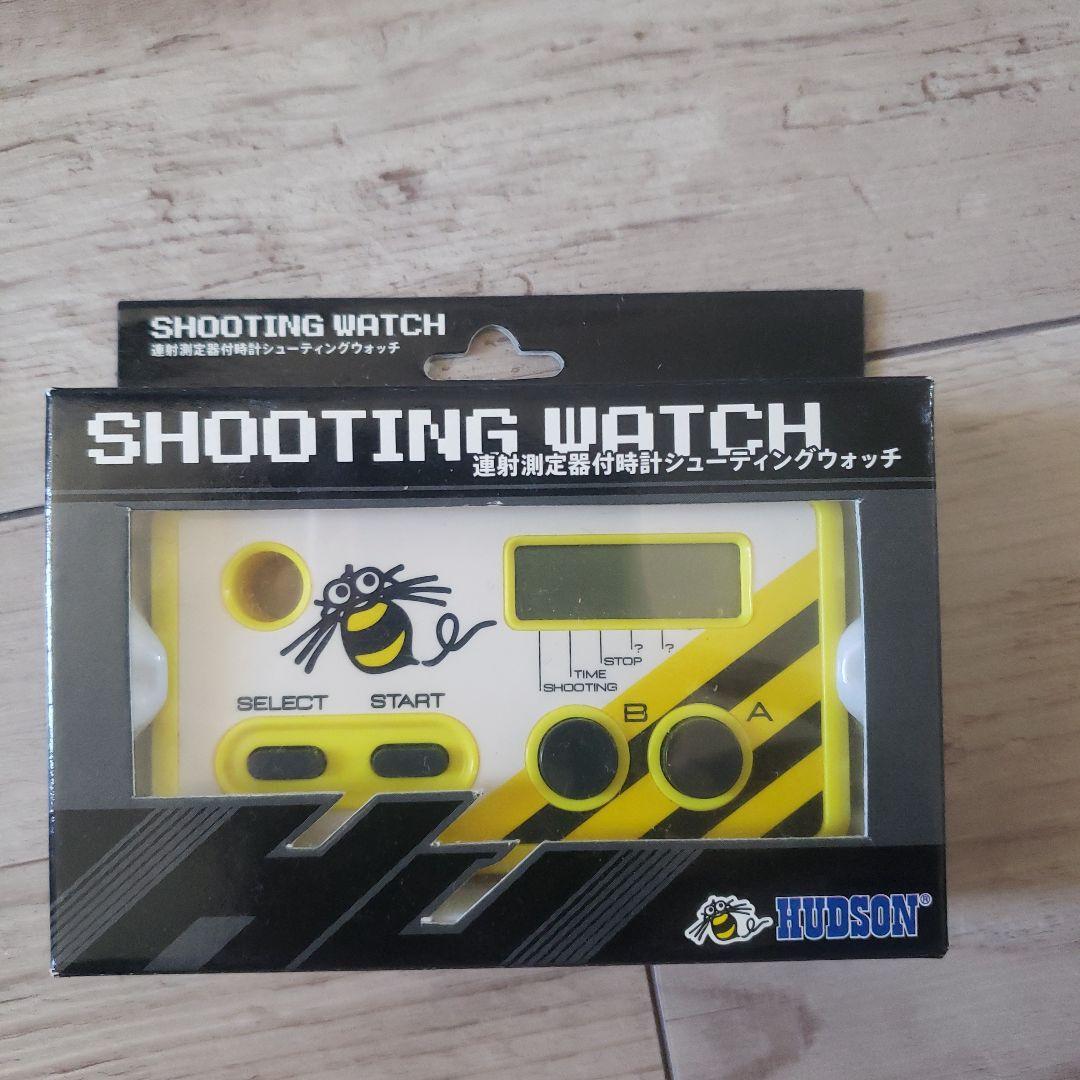 SHOOTING WATCH
連射測定器付時計シューティングウォッチ
SHOOTING WATCH
連射測定器付時計シューティングウォッチ
SELECT START
? ?
STOP
TIME
SHOOTING
B A
HUDSON®